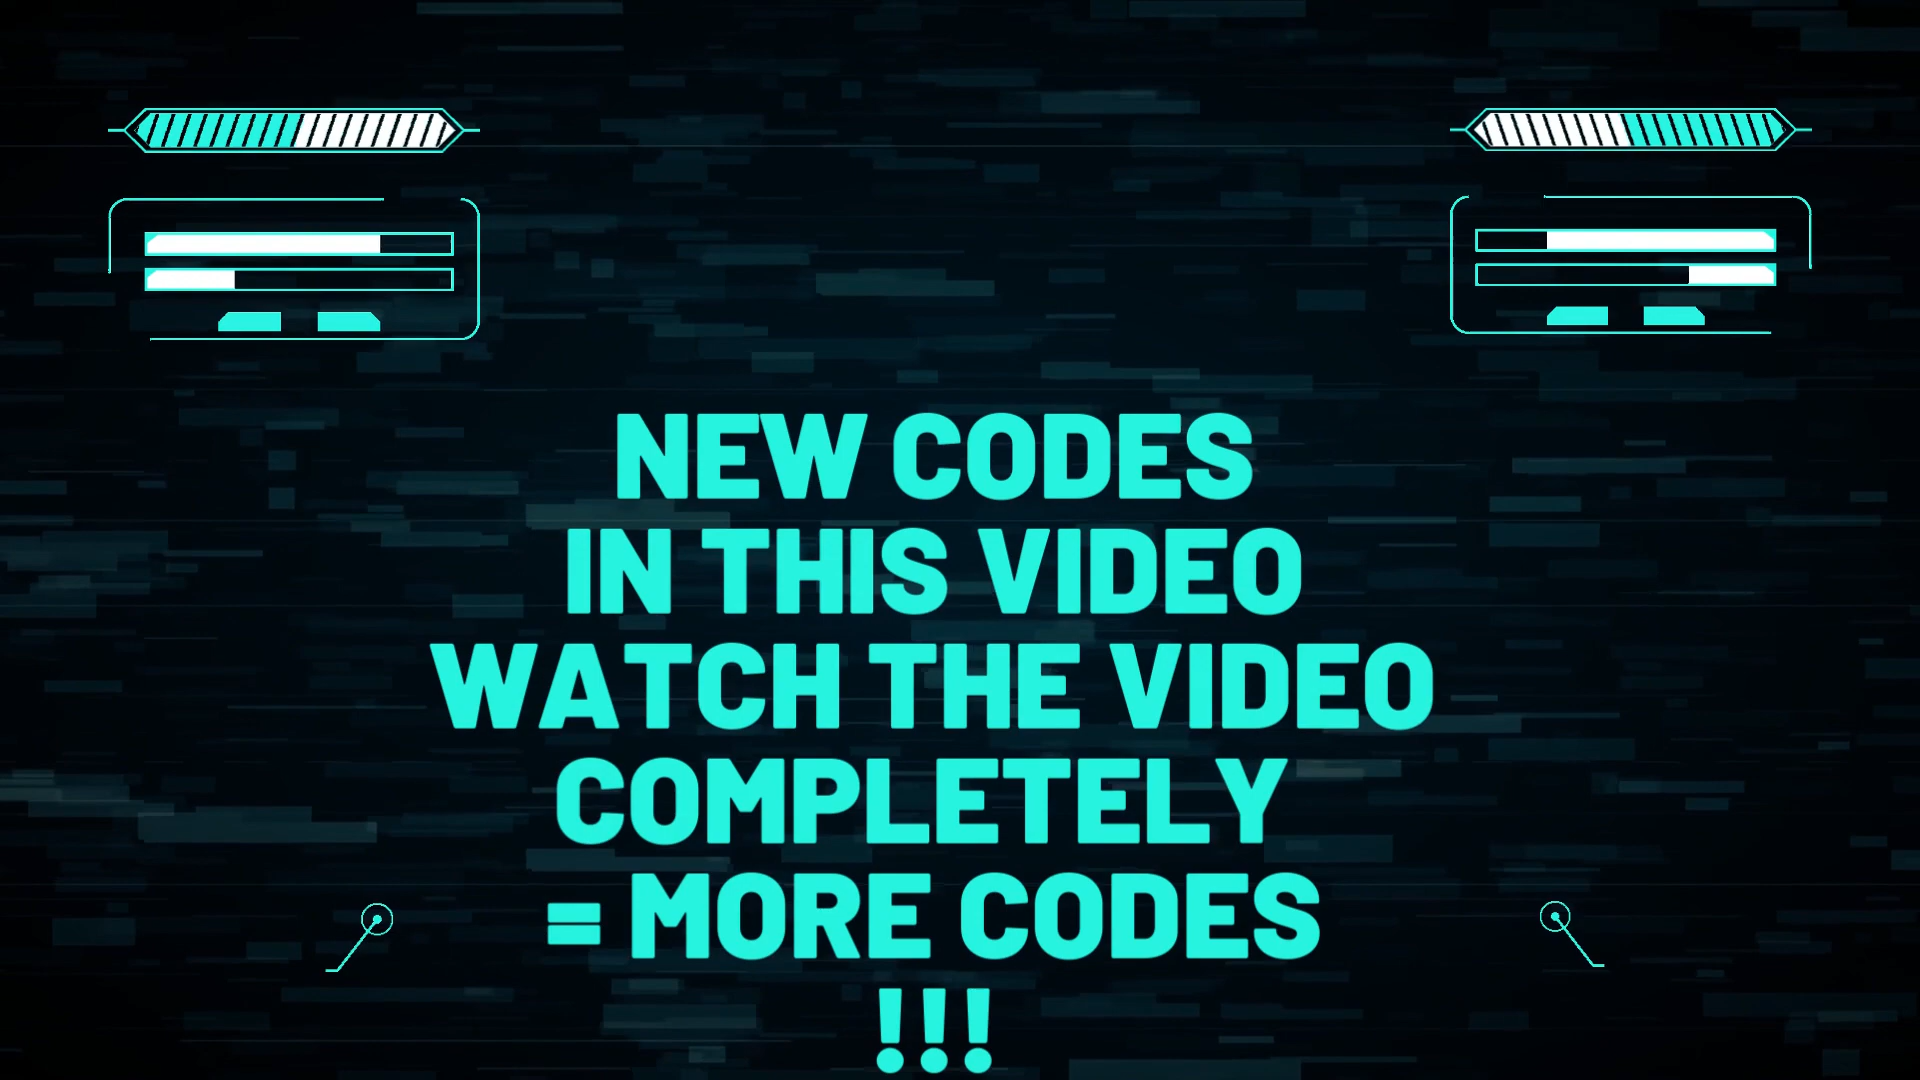 NEW CODES
IN THIS VIDEO
WATCH THE VIDEO
COMPLETELY
= MORE CODES
!!!